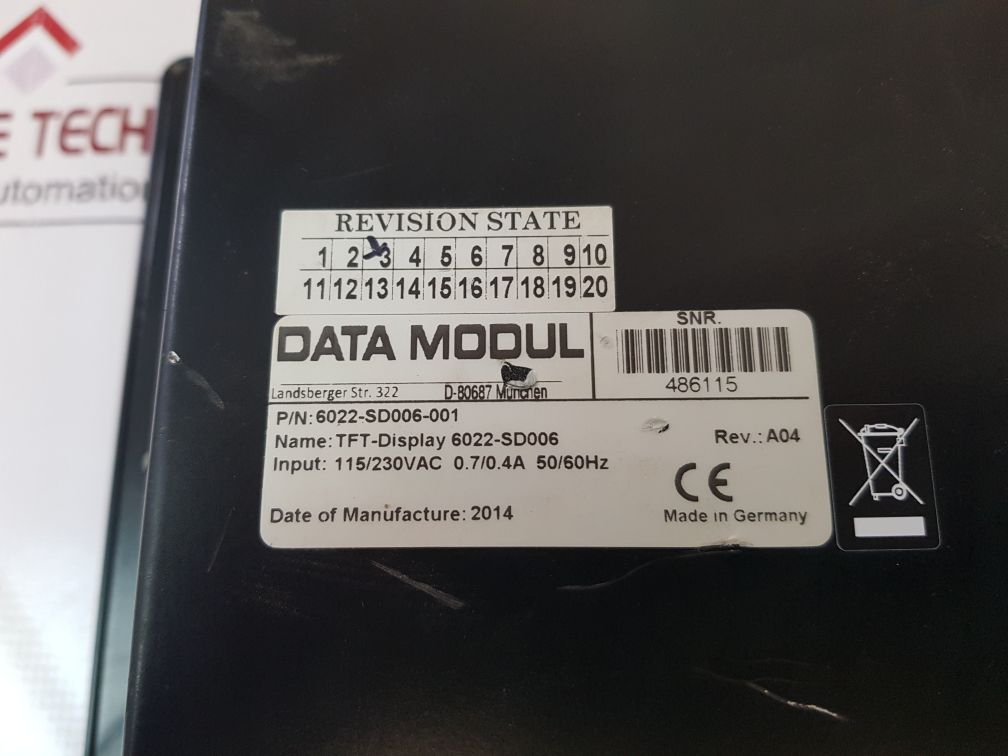 E TECH
utomation
REVISION STATE
1 2 3 4 5 6 7 8 9 10
11 12 13 14 15 16 17 18 19 20
DATA MODUL
Landsberger Str. 322 D-80687 München
SNR.
486115
P/N: 6022-SD006-001
Name: TFT-Display 6022-SD006
Rev.: A04
Input: 115/230VAC 0.7/0.4A 50/60Hz
CE
Date of Manufacture: 2014
Made in Germany